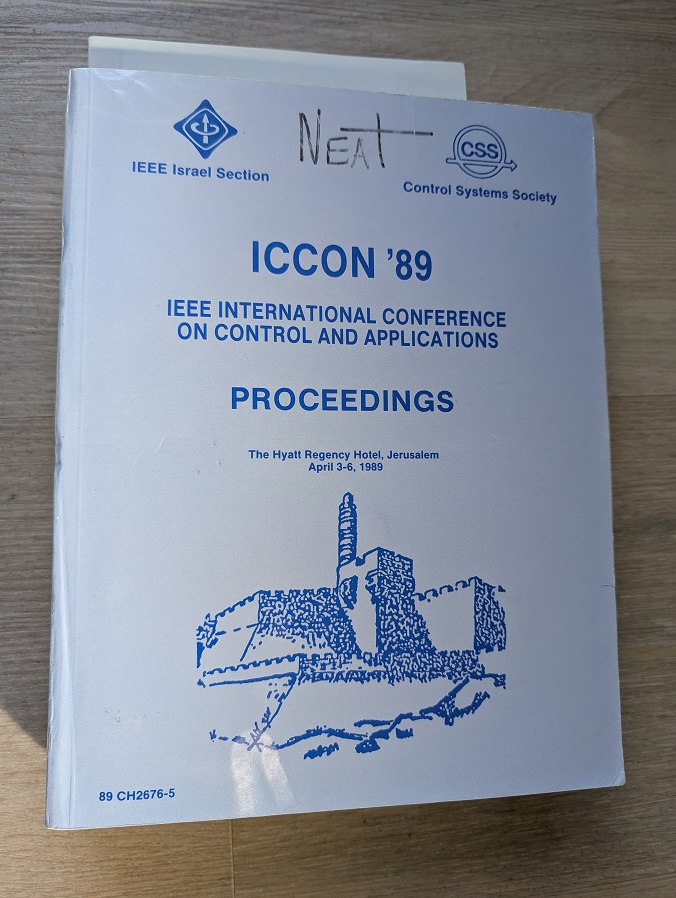 NEAT
IEEE Israel Section
CSS
Control Systems Society
ICCON ’89
IEEE INTERNATIONAL CONFERENCE
ON CONTROL AND APPLICATIONS
PROCEEDINGS
The Hyatt Regency Hotel, Jerusalem
April 3-6, 1989
89 CH2676-5